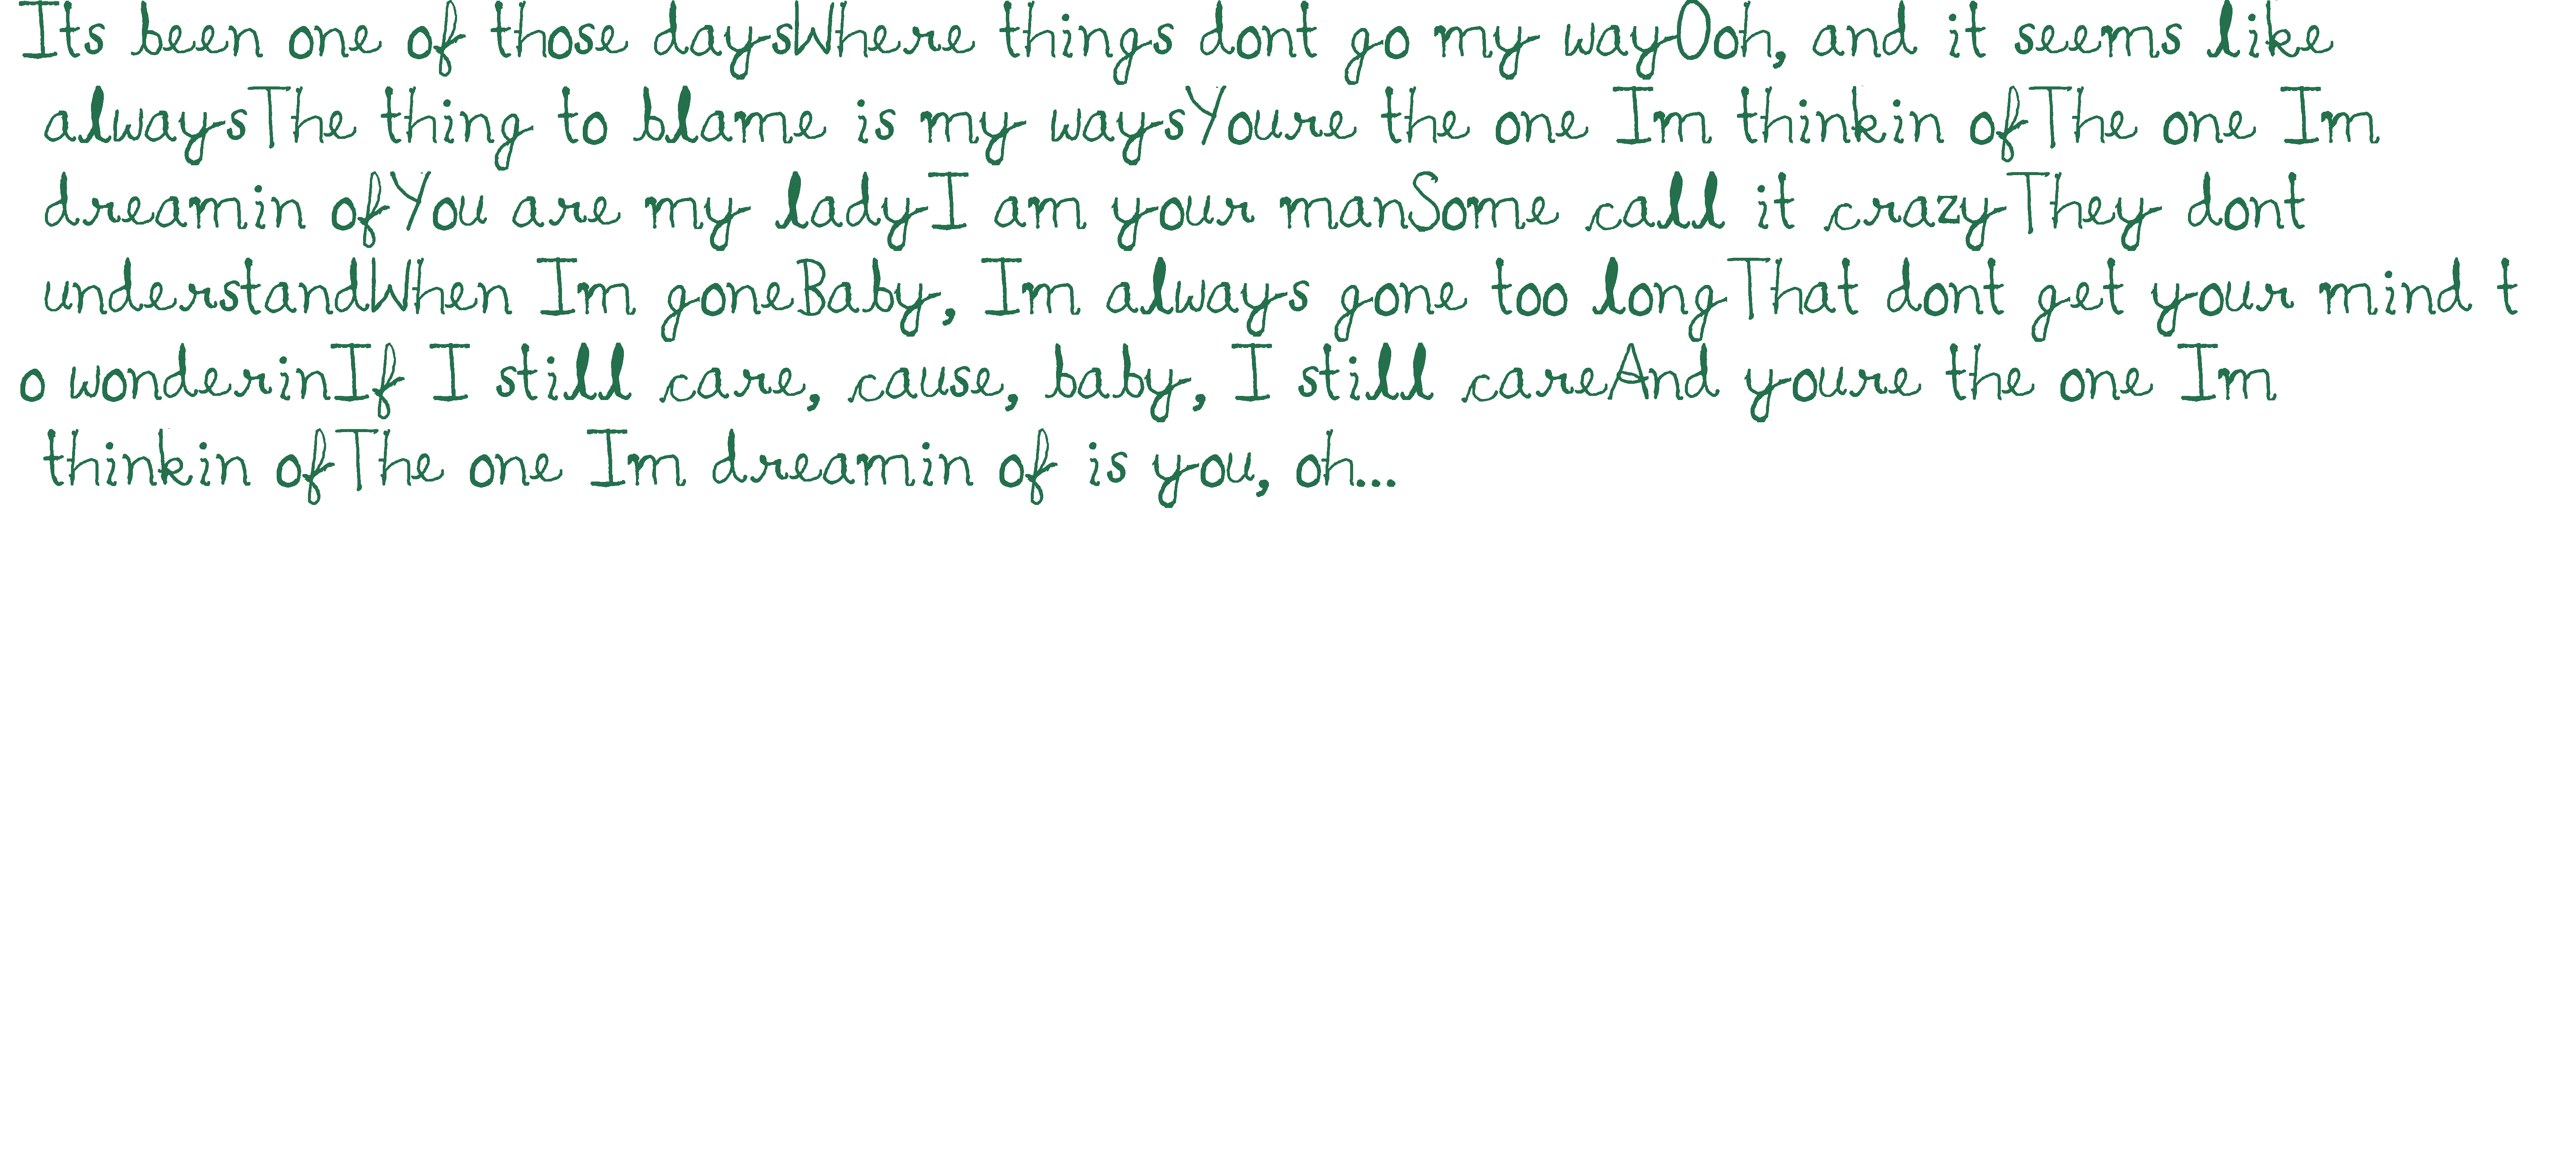 Its been one of those daysWhere things dont go my wayOoh, and it seems like
alwaysThe thing to blame is my waysYoure the one Im thinkin ofThe one Im
dreamin ofYou are my ladyI am your manSome call it crazyThey dont
understandWhen Im goneBaby, Im always gone too longThat dont get your mind t
o wonderinIf I still care, cause, baby, I still careAnd youre the one Im
thinkin ofThe one Im dreamin of is you, oh...